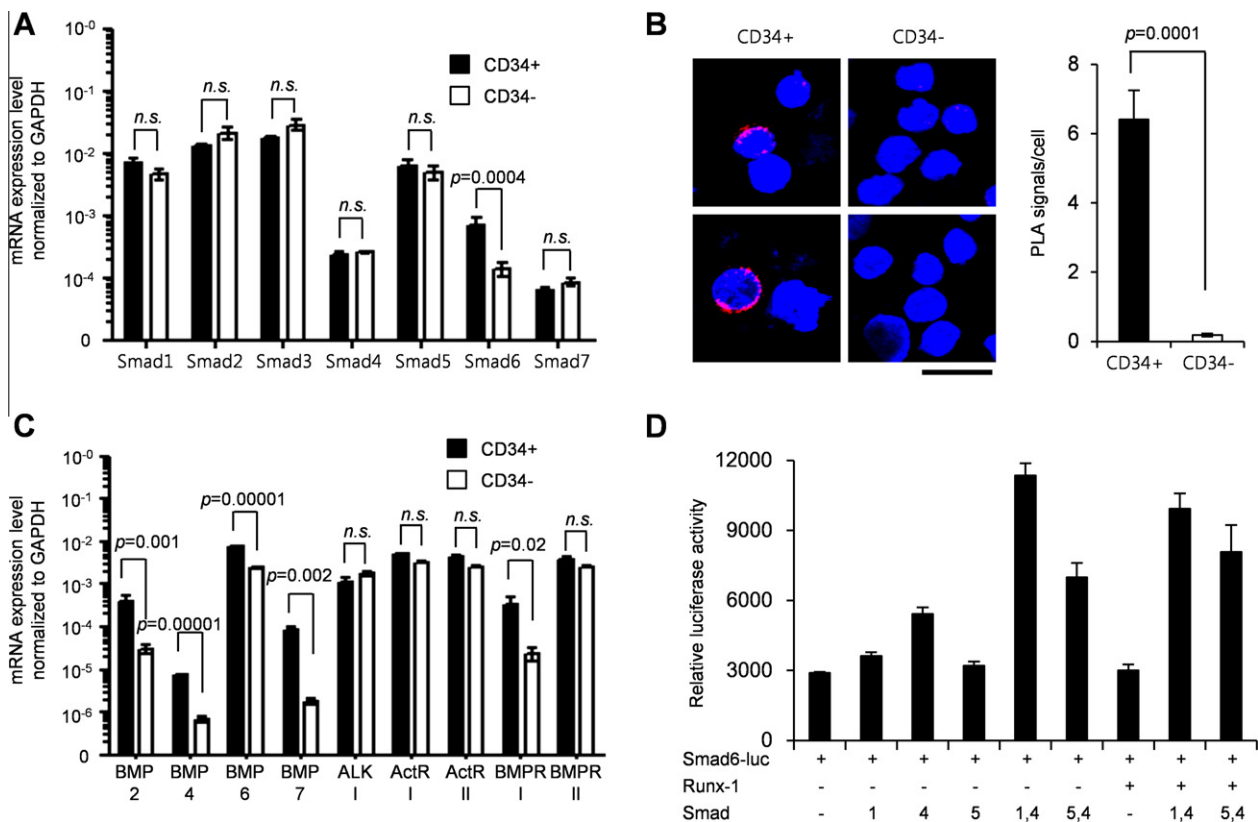 A
mRNA expression level
normalized to GAPDH
10⁻⁰
10⁻¹
10⁻²
10⁻³
10⁻⁴
0
CD34+
CD34-
n.s.
n.s.
n.s.
n.s.
n.s.
p=0.0004
n.s.
Smad1 Smad2 Smad3 Smad4 Smad5 Smad6 Smad7
B
CD34+ CD34-
p=0.0001
PLA signals/cell
8
6
4
2
0
CD34+ CD34-
C
mRNA expression level
normalized to GAPDH
10⁻⁰
10⁻¹
10⁻²
10⁻³
10⁻⁴
10⁻⁵
10⁻⁶
0
CD34+
CD34-
p=0.001
p=0.00001
p=0.00001
p=0.002
n.s.
n.s.
n.s.
p=0.02
n.s.
BMP BMP BMP BMP ALK ActR ActR BMPR BMPR
2 4 6 7 I I II I II
D
Relative luciferase activity
12000
9000
6000
3000
0
Smad6-luc + + + + + + + + +
Runx-1 - - - - - - + + +
Smad - 1 4 5 1,4 5,4 - 1,4 5,4